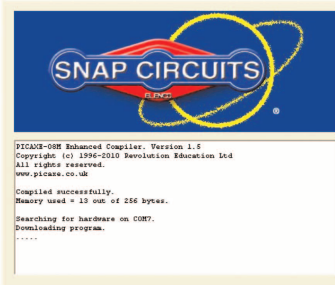 SNAP CIRCUITS
ELENCO
®
PICAXE-08M Enhanced Compiler. Version 1.5
Copyright (c) 1996-2010 Revolution Education Ltd
All rights reserved.
www.picaxe.co.uk
Compiled successfully.
Memory used = 13 out of 256 bytes.
Searching for hardware on COM7.
Downloading program.
.....